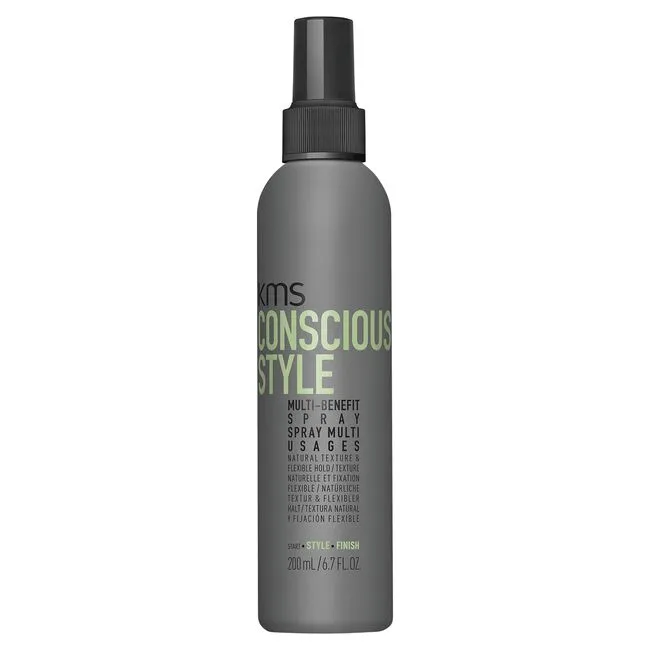 KMS
CONSCIOUS
STYLE
MULTI-BENEFIT
SPRAY
SPRAY MULTI
USAGES
NATURAL TEXTURE &
FLEXIBLE HOLD / TEXTURE
NATURELLE ET FIXATION
FLEXIBLE / NATÜRLICHE
TEXTUR & FLEXIBLER
HALT / TEXTURA NATURAL
Y FIJACIÓN FLEXIBLE
START • STYLE • FINISH
200 mL / 6.7 FL. OZ.